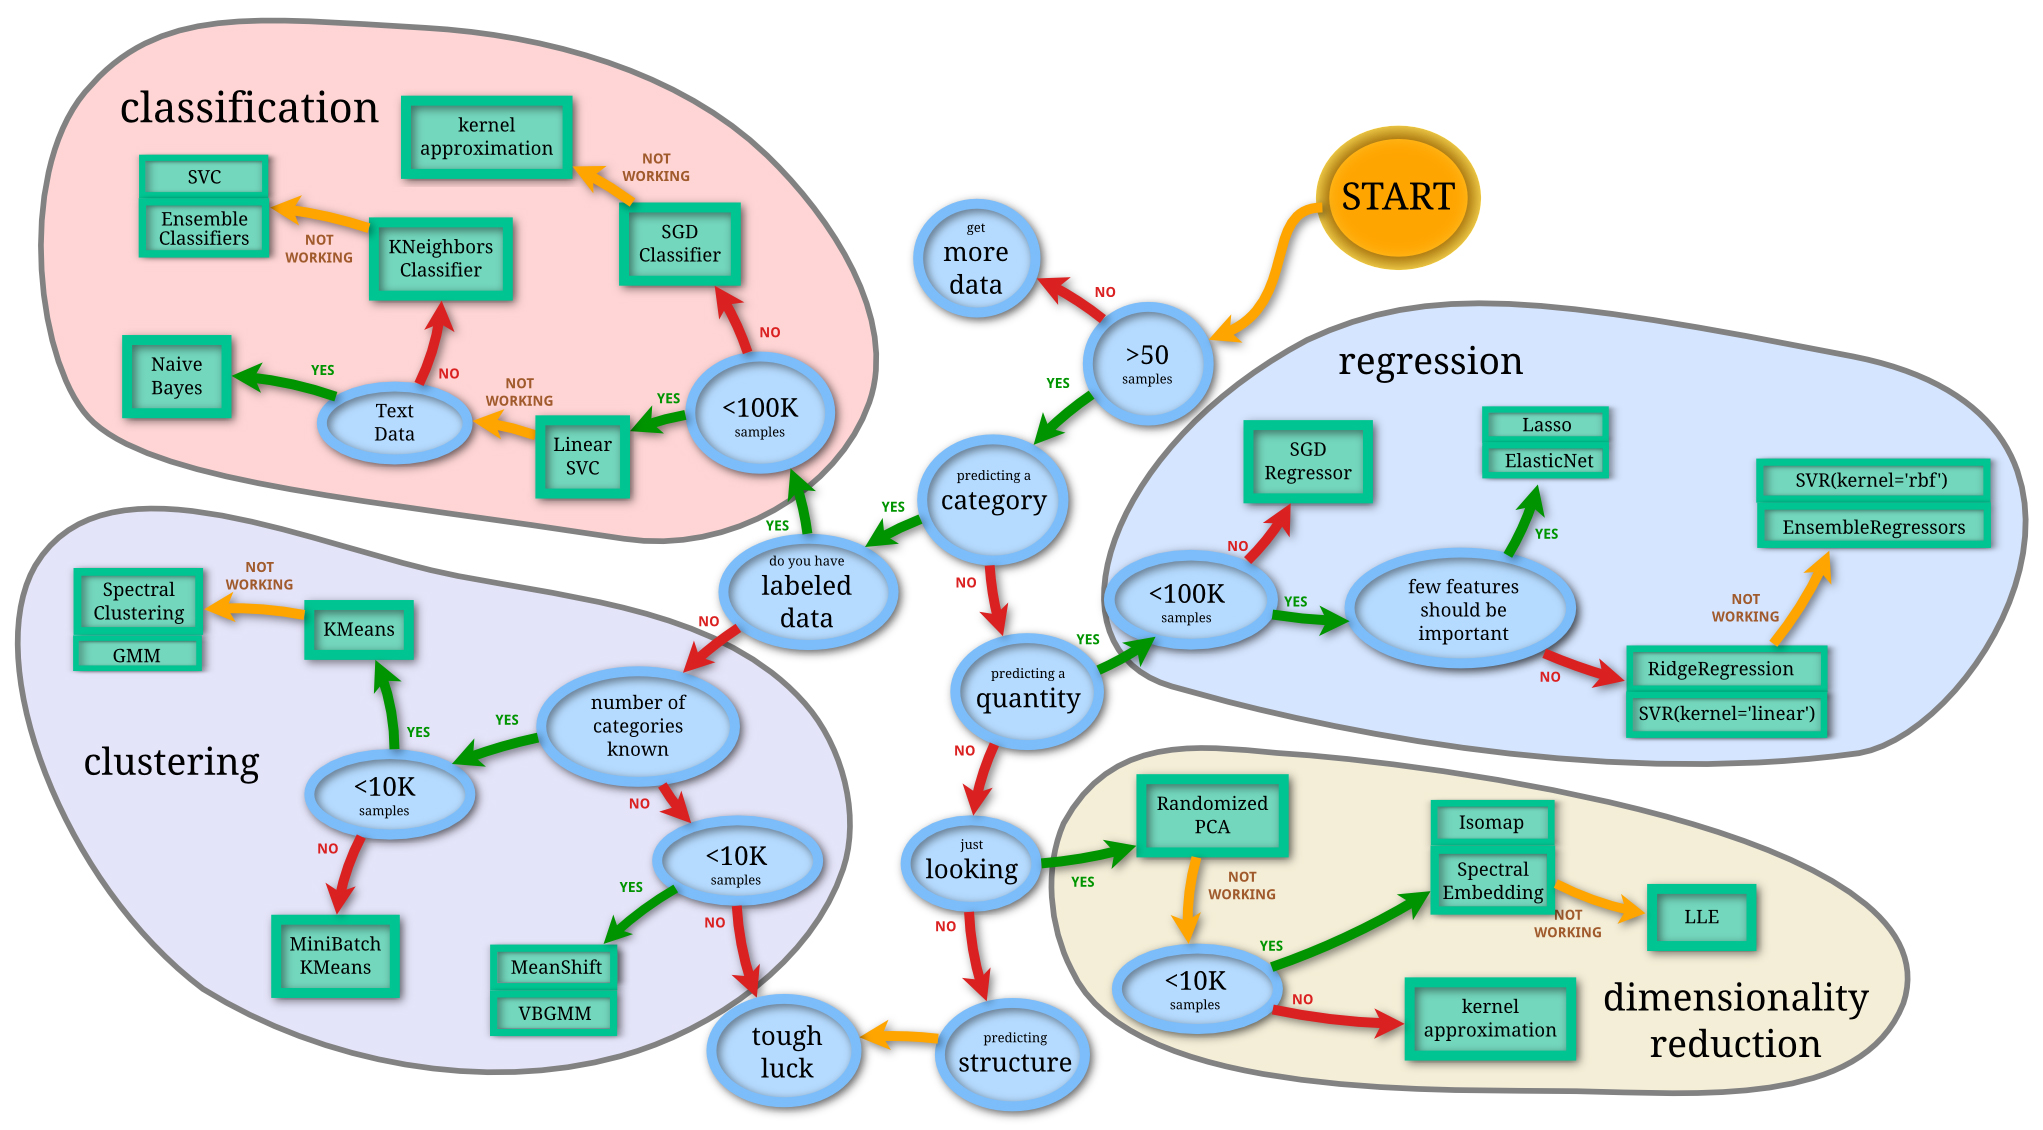 classification
kernel
approximation
NOT
WORKING
SVC
Ensemble
Classifiers
NOT
WORKING
KNeighbors
Classifier
SGD
Classifier
NO
Naive
Bayes
YES
NO
Text
Data
NOT
WORKING
Linear
SVC
YES
<100K
samples
START
get
more
data
NO
>50
samples
YES
predicting a
category
YES
NO
do you have
labeled
data
YES
NO
predicting a
quantity
YES
NO
just
looking
YES
NO
predicting
structure
tough
luck
regression
SGD
Regressor
NO
<100K
samples
YES
few features
should be
important
YES
Lasso
ElasticNet
NO
RidgeRegression
SVR(kernel='linear')
NOT
WORKING
SVR(kernel='rbf')
EnsembleRegressors
clustering
Spectral
Clustering
GMM
NOT
WORKING
KMeans
YES
<10K
samples
NO
MiniBatch
KMeans
YES
number of
categories
known
NO
<10K
samples
YES
MeanShift
VBGMM
NO
Randomized
PCA
NOT
WORKING
<10K
samples
YES
Isomap
Spectral
Embedding
NOT
WORKING
LLE
NO
kernel
approximation
dimensionality
reduction